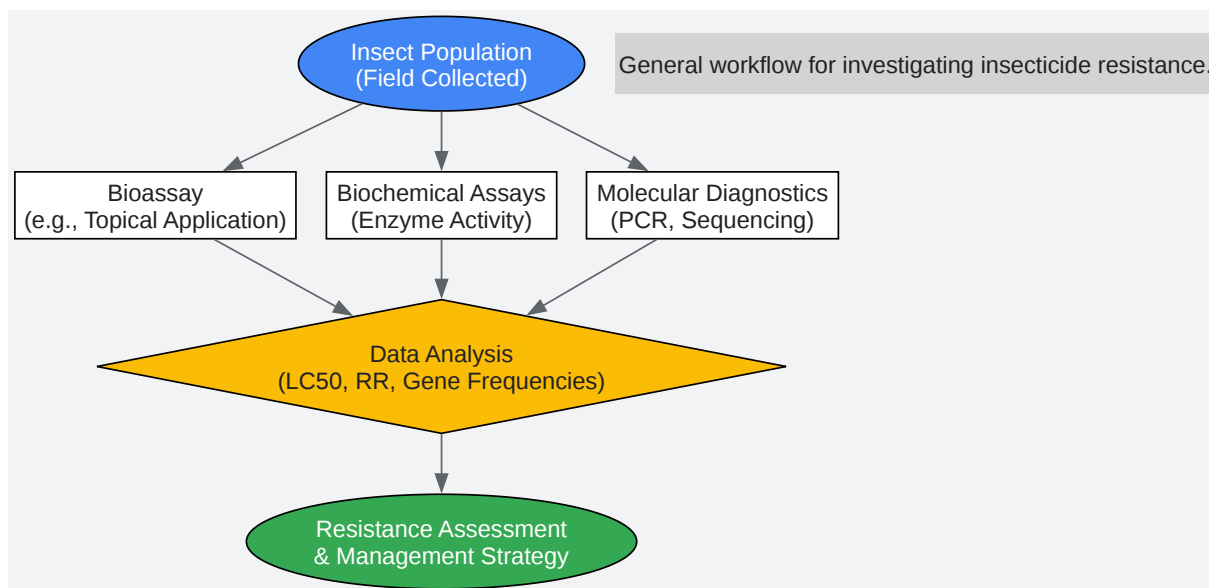 Insect Population
(Field Collected)
General workflow for investigating insecticide resistance.
Bioassay
(e.g., Topical Application)
Biochemical Assays
(Enzyme Activity)
Molecular Diagnostics
(PCR, Sequencing)
Data Analysis
(LC50, RR, Gene Frequencies)
Resistance Assessment
& Management Strategy